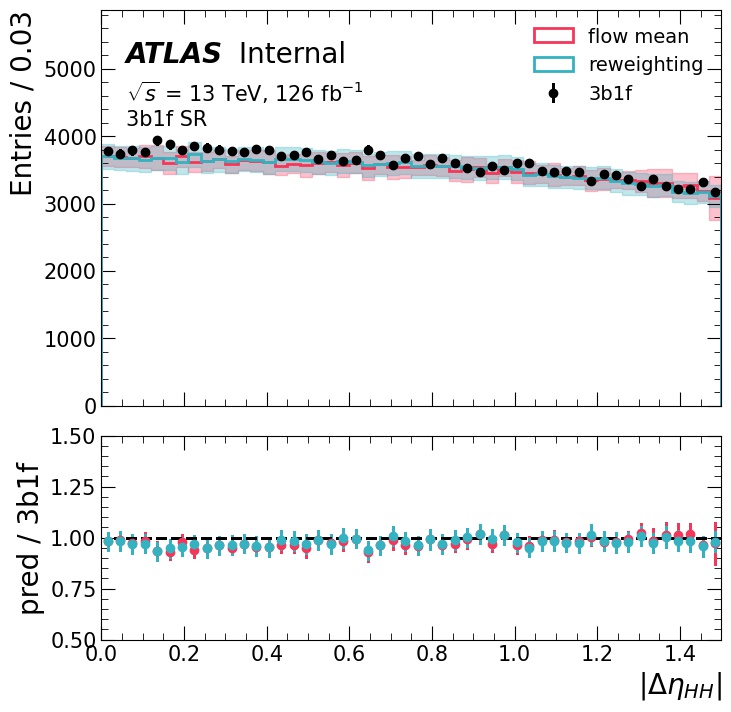 ATLAS Internal
√s = 13 TeV, 126 fb⁻¹
3b1f SR
flow mean
reweighting
3b1f
Entries / 0.03
5000
4000
3000
2000
1000
0
pred / 3b1f
1.50
1.25
1.00
0.75
0.50
0.0 0.2 0.4 0.6 0.8 1.0 1.2 1.4
|Δη_HH|